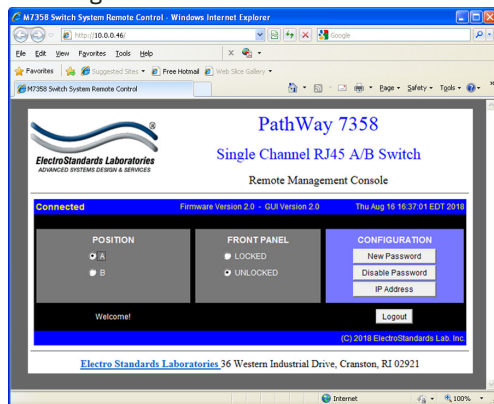 M7358 Switch System Remote Control - Windows Internet Explorer
http://10.0.0.46/
Google
File Edit View Favorites Tools Help
Favorites Suggested Sites Free Hotmail Web Slice Gallery
M7358 Switch System Remote Control
Page Safety Tools
PathWay 7358
Single Channel RJ45 A/B Switch
Remote Management Console
ElectroStandards Laboratories
ADVANCED SYSTEMS DESIGN & SERVICES
Connected
Firmware Version 2.0 - GUI Version 2.0
Thu Aug 16 16:37:01 EDT 2018
POSITION
A
B
FRONT PANEL
LOCKED
UNLOCKED
CONFIGURATION
New Password
Disable Password
IP Address
Welcome!
Logout
(C) 2018 ElectroStandards Lab. Inc.
Electro Standards Laboratories 36 Western Industrial Drive, Cranston, RI 02921
Internet
100%